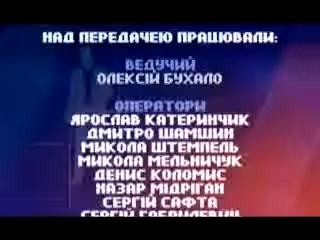 НАД ПЕРЕДАЧЕЮ ПРАЦЮВАЛИ:
ВЕДУЧИЙ
ОЛЕКСІЙ БУХАЛО
ОПЕРАТОРИ
ЯРОСЛАВ КАТЕРИНЧИК
ДМИТРО ШАМШИН
МИКОЛА ШТЕМПЕЛЬ
МИКОЛА МЕЛЬНИЧУК
ДЕНИС КОЛОМИС
НАЗАР МІДРІГАН
СЕРГІЙ САФТА
СЕРГІЙ